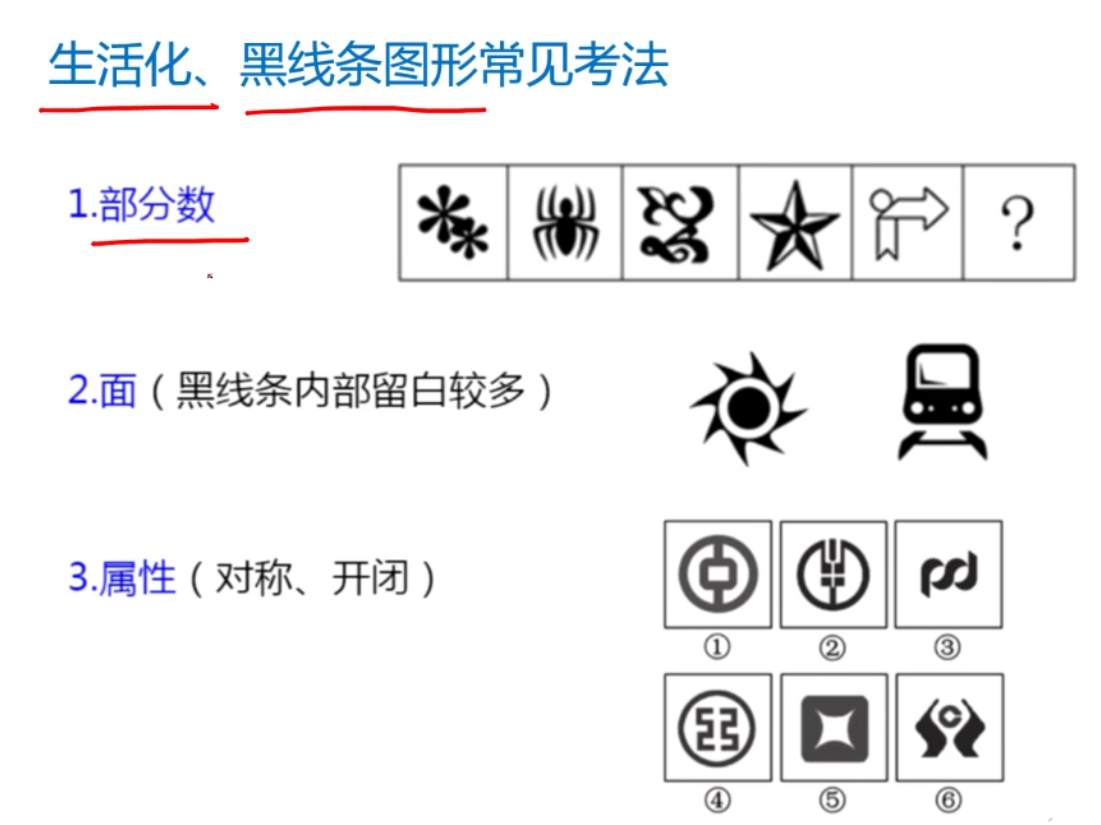 生活化、黑线条图形常见考法
1.部分数
?
2.面（黑线条内部留白较多）
3.属性（对称、开闭）
① ② ③
④ ⑤ ⑥